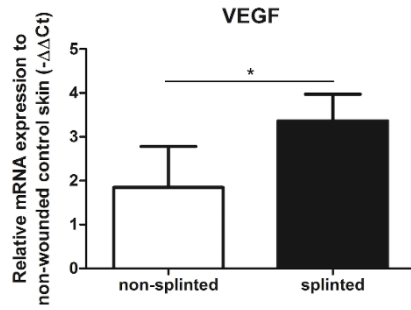 VEGF
Relative mRNA expression to
non-wounded control skin (-ΔΔCt)
5
4
3
2
1
0
*
non-splinted
splinted